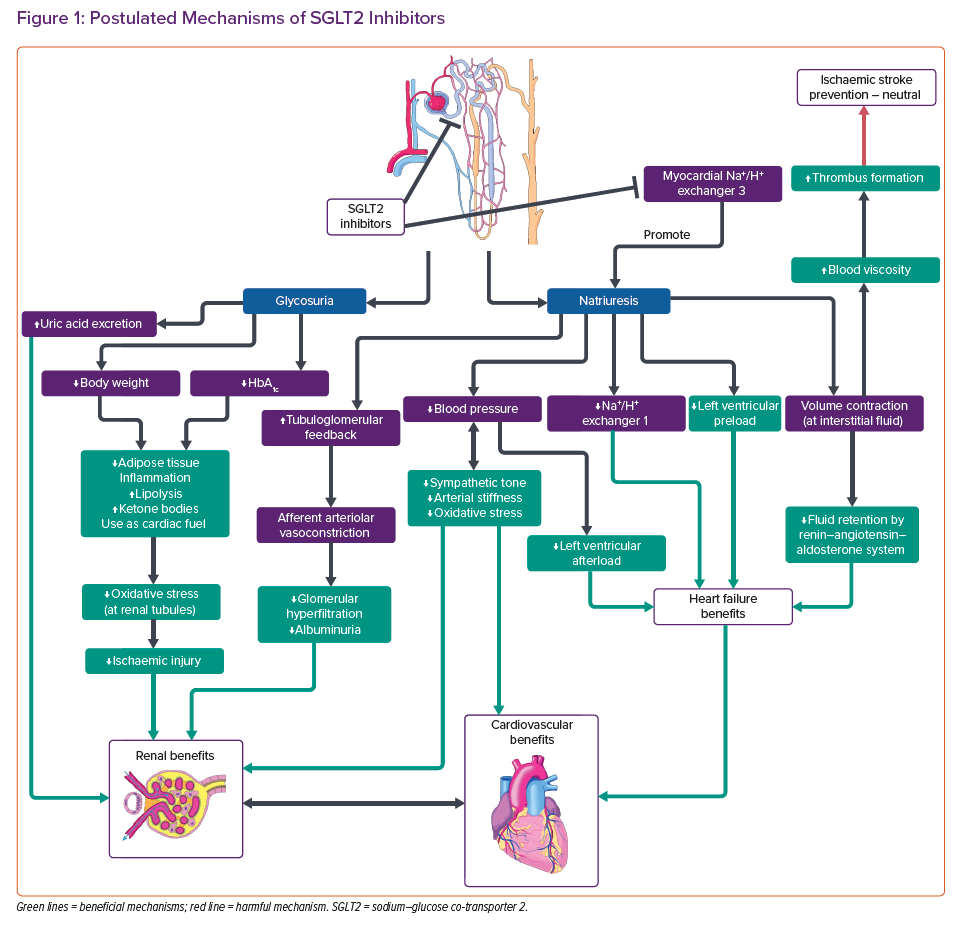 Figure 1: Postulated Mechanisms of SGLT2 Inhibitors
Ischaemic stroke
prevention – neutral
↑Thrombus formation
Myocardial Na⁺/H⁺
exchanger 3
SGLT2
inhibitors
Promote
↑Blood viscosity
Glycosuria
Natriuresis
↑Uric acid excretion
↓Body weight
↓HbA₁c
↑Tubuloglomerular
feedback
↓Blood pressure
↓Na⁺/H⁺
exchanger 1
↓Left ventricular
preload
Volume contraction
(at interstitial fluid)
↓Adipose tissue
Inflammation
↑Lipolysis
↑Ketone bodies
Use as cardiac fuel
↓Sympathetic tone
↓Arterial stiffness
↓Oxidative stress
Afferent arteriolar
vasoconstriction
↓Fluid retention by
renin–angiotensin–
aldosterone system
↓Left ventricular
afterload
↓Oxidative stress
(at renal tubules)
↓Glomerular
hyperfiltration
↓Albuminuria
Heart failure
benefits
↓Ischaemic injury
Renal benefits
Cardiovascular
benefits
Green lines = beneficial mechanisms; red line = harmful mechanism. SGLT2 = sodium–glucose co-transporter 2.